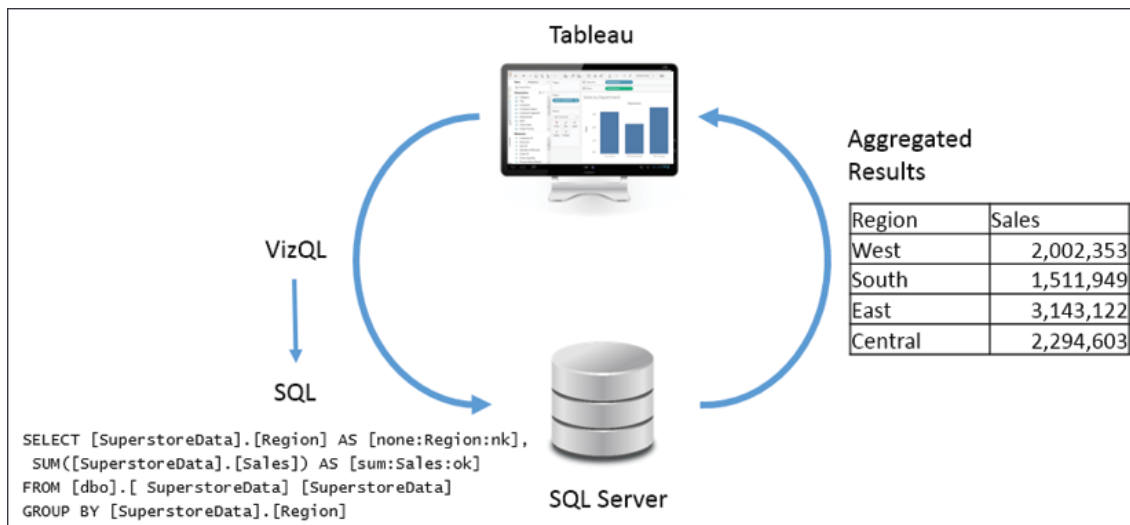 Tableau
Aggregated
Results
Region Sales
West 2,002,353
South 1,511,949
East 3,143,122
Central 2,294,603
VizQL
SQL
SELECT [SuperstoreData].[Region] AS [none:Region:nk],
SUM([SuperstoreData].[Sales]) AS [sum:Sales:ok]
FROM [dbo].[ SuperstoreData] [SuperstoreData]
GROUP BY [SuperstoreData].[Region]
SQL Server